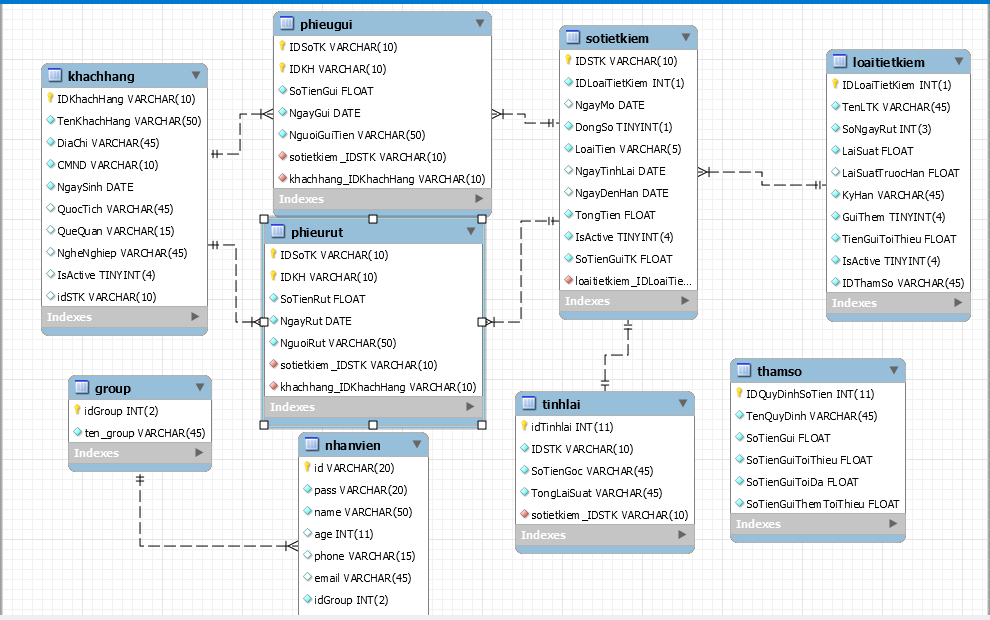 khachhang
IDKhachHang VARCHAR(10)
TenKhachHang VARCHAR(50)
DiaChi VARCHAR(45)
CMND VARCHAR(10)
NgaySinh DATE
QuocTich VARCHAR(45)
QueQuan VARCHAR(15)
NgheNghiep VARCHAR(45)
IsActive TINYINT(4)
idSTK VARCHAR(10)
Indexes
phieugui
IDSoTK VARCHAR(10)
IDKH VARCHAR(10)
SoTienGui FLOAT
NgayGui DATE
NguoiGuiTien VARCHAR(50)
sotietkiem_IDSTK VARCHAR(10)
khachhang_IDKhachHang VARCHAR(10)
Indexes
phieurut
IDSoTK VARCHAR(10)
IDKH VARCHAR(10)
SoTienRut FLOAT
NgayRut DATE
NguoiRut VARCHAR(50)
sotietkiem_IDSTK VARCHAR(10)
khachhang_IDKhachHang VARCHAR(10)
Indexes
sotietkiem
IDSTK VARCHAR(10)
IDLoaiTietKiem INT(1)
NgayMo DATE
DongSo TINYINT(1)
LoaiTien VARCHAR(5)
NgayTinhLai DATE
NgayDenHan DATE
TongTien FLOAT
IsActive TINYINT(4)
SoTienGuiTK FLOAT
loaitietkiem_IDLoaiTie...
Indexes
loaitietkiem
IDLoaiTietKiem INT(1)
TenLTK VARCHAR(45)
SoNgayRut INT(3)
LaiSuat FLOAT
LaiSuatTruocHan FLOAT
KyHan VARCHAR(45)
GuiThem TINYINT(4)
TienGuiToiThieu FLOAT
IsActive TINYINT(4)
IDThamSo VARCHAR(45)
Indexes
group
idGroup INT(2)
ten_group VARCHAR(45)
Indexes
nhanvien
id VARCHAR(20)
pass VARCHAR(20)
name VARCHAR(50)
age INT(11)
phone VARCHAR(15)
email VARCHAR(45)
idGroup INT(2)
tinhlai
idTinhlai INT(11)
IDSTK VARCHAR(10)
SoTienGoc VARCHAR(45)
TongLaiSuat VARCHAR(45)
sotietkiem_IDSTK VARCHAR(10)
Indexes
thamso
IDQuyDinhSoTien INT(11)
TenQuyDinh VARCHAR(45)
SoTienGui FLOAT
SoTienGuiToiThieu FLOAT
SoTienGuiToiDa FLOAT
SoTienGuiThemToiThieu FLOAT
Indexes